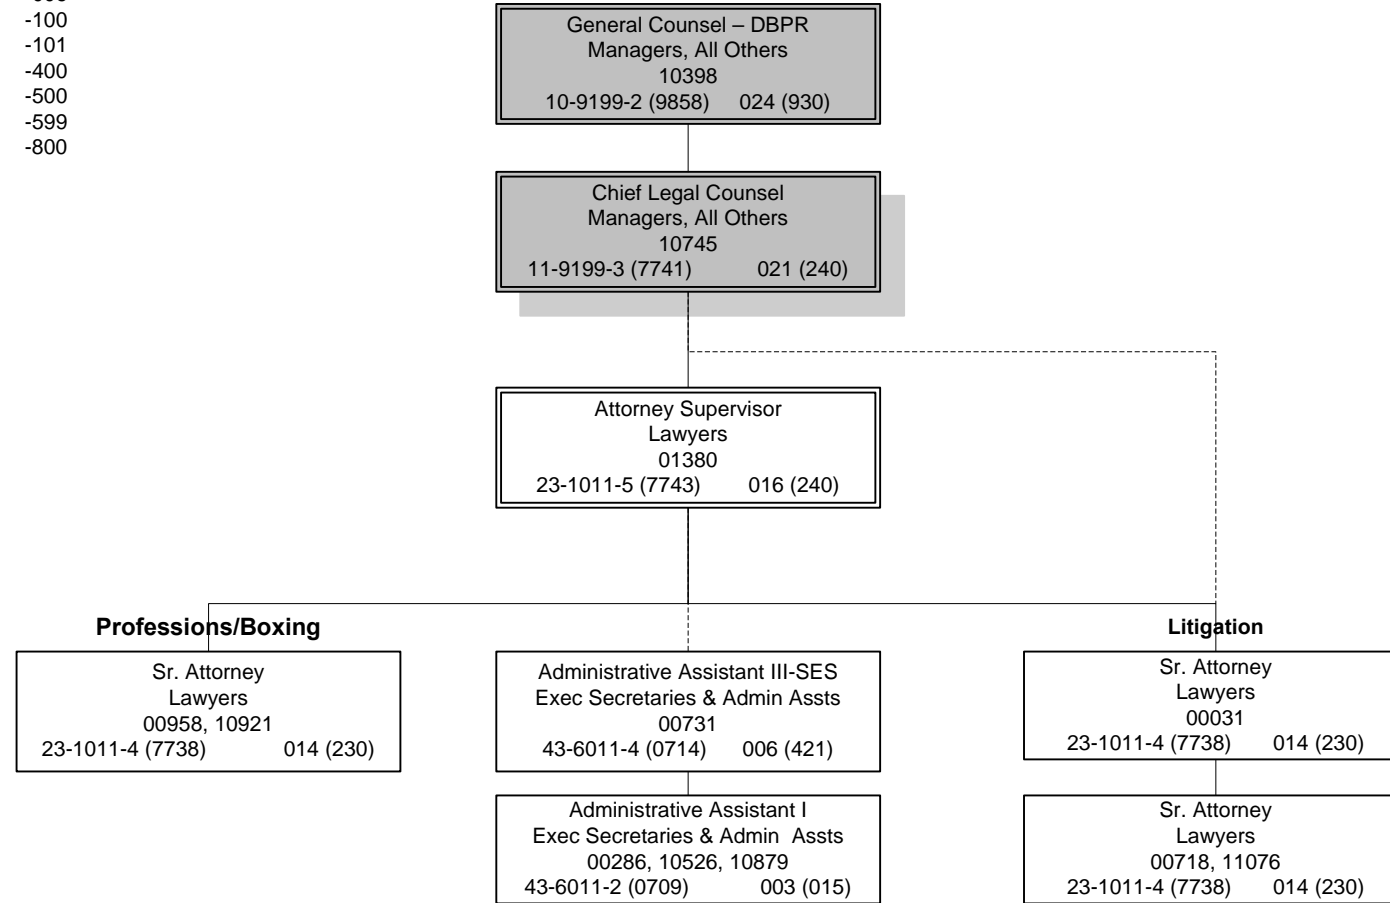 -100
-101
-400
-500
-599
-800
General Counsel – DBPR
Managers, All Others
10398
10-9199-2 (9858) 024 (930)
Chief Legal Counsel
Managers, All Others
10745
11-9199-3 (7741) 021 (240)
Attorney Supervisor
Lawyers
01380
23-1011-5 (7743) 016 (240)
Professions/Boxing
Sr. Attorney
Lawyers
00958, 10921
23-1011-4 (7738) 014 (230)
Administrative Assistant III-SES
Exec Secretaries & Admin Assts
00731
43-6011-4 (0714) 006 (421)
Administrative Assistant I
Exec Secretaries & Admin Assts
00286, 10526, 10879
43-6011-2 (0709) 003 (015)
Litigation
Sr. Attorney
Lawyers
00031
23-1011-4 (7738) 014 (230)
Sr. Attorney
Lawyers
00718, 11076
23-1011-4 (7738) 014 (230)